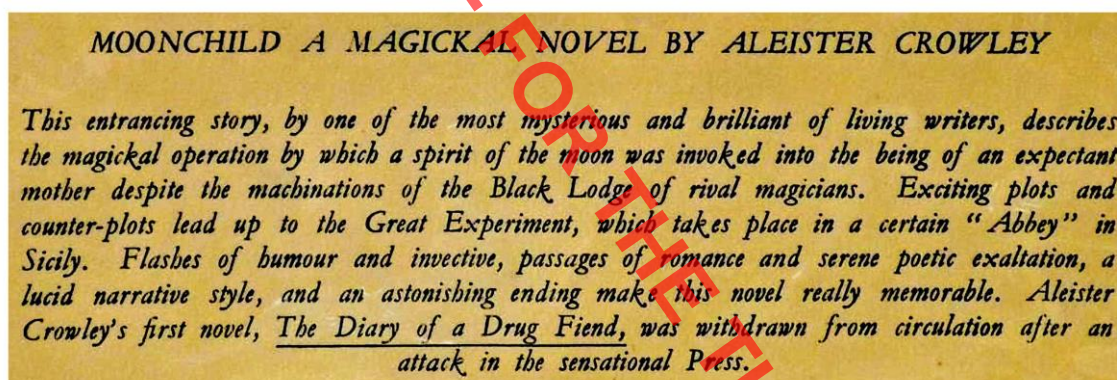 MOONCHILD A MAGICKAL NOVEL BY ALEISTER CROWLEY
This entrancing story, by one of the most mysterious and brilliant of living writers, describes
the magickal operation by which a spirit of the moon was invoked into the being of an expectant
mother despite the machinations of the Black Lodge of rival magicians. Exciting plots and
counter-plots lead up to the Great Experiment, which takes place in a certain "Abbey" in
Sicily. Flashes of humour and invective, passages of romance and serene poetic exaltation, a
lucid narrative style, and an astonishing ending make this novel really memorable. Aleister
Crowley's first novel, The Diary of a Drug Fiend, was withdrawn from circulation after an
attack in the sensational Press.
FOR THE